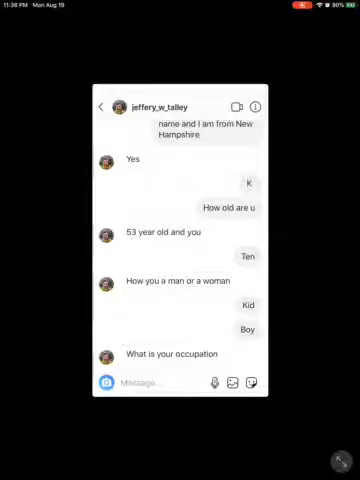 11:36 PM Mon Aug 19
90%
jeffery_w_talley
name and I am from New
Hampshire
Yes
K
How old are u
53 year old and you
Ten
How you a man or a woman
Kid
Boy
What is your occupation
Message...